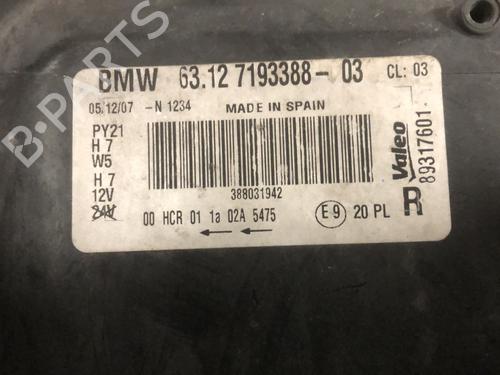 BMW 63.12 7193388-03 CL: 03
05.12/07 -N 1234 MADE IN SPAIN
PY21
H 7
W5
H 7
12V
24V
388031942
00 HCR 01 1a 02A 5475
E9 20 PL
R
Valeo
89317601
B-PARTS